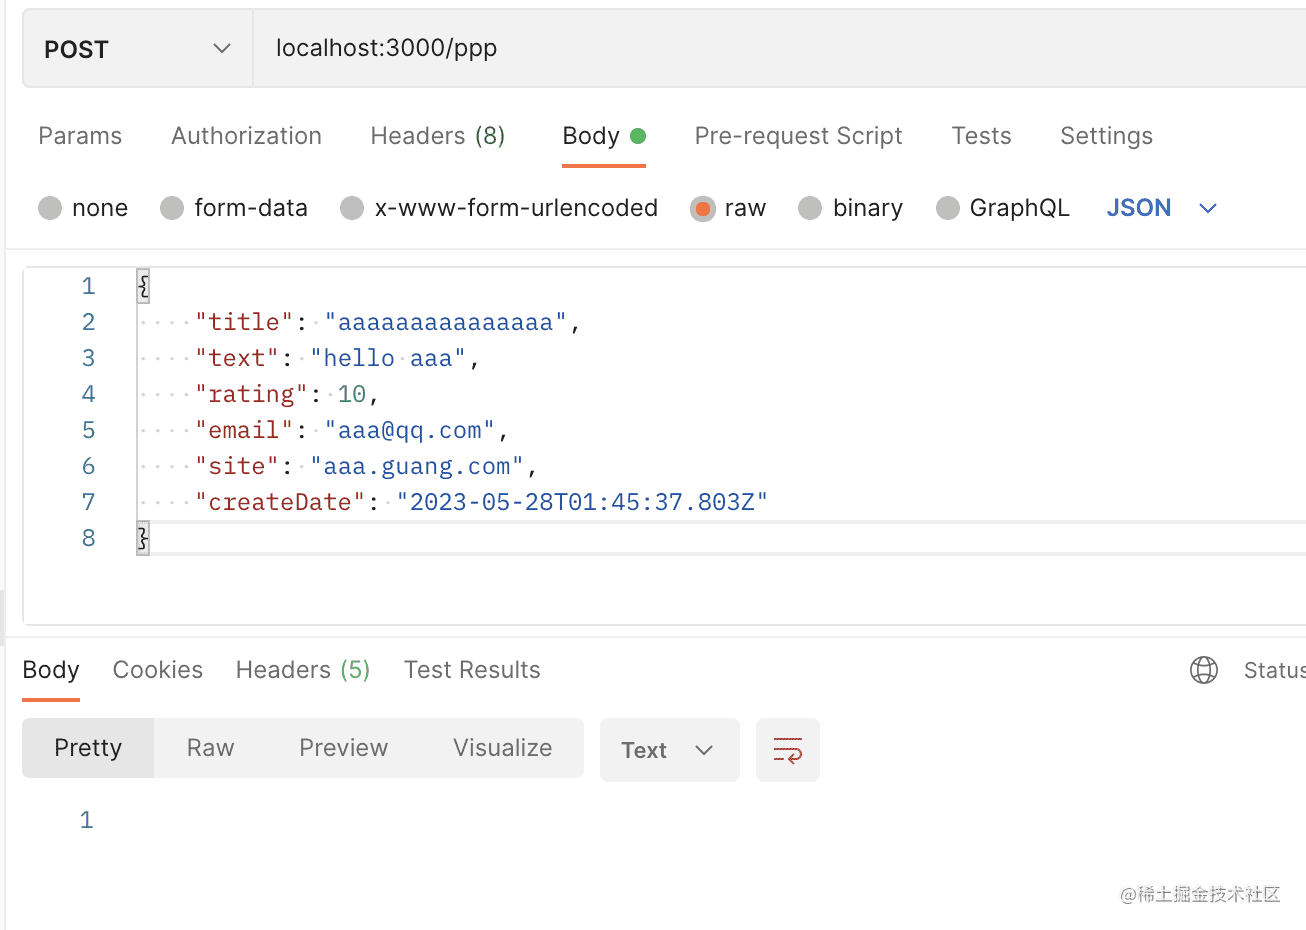 POST localhost:3000/ppp
Params Authorization Headers (8) Body Pre-request Script Tests Settings
none form-data x-www-form-urlencoded raw binary GraphQL JSON
1 {
2 "title": "aaaaaaaaaaaaaaa",
3 "text": "hello aaa",
4 "rating": 10,
5 "email": "aaa@qq.com",
6 "site": "aaa.guang.com",
7 "createDate": "2023-05-28T01:45:37.803Z"
8 }
Body Cookies Headers (5) Test Results Status
Pretty Raw Preview Visualize Text
1
@稀土掘金技术社区